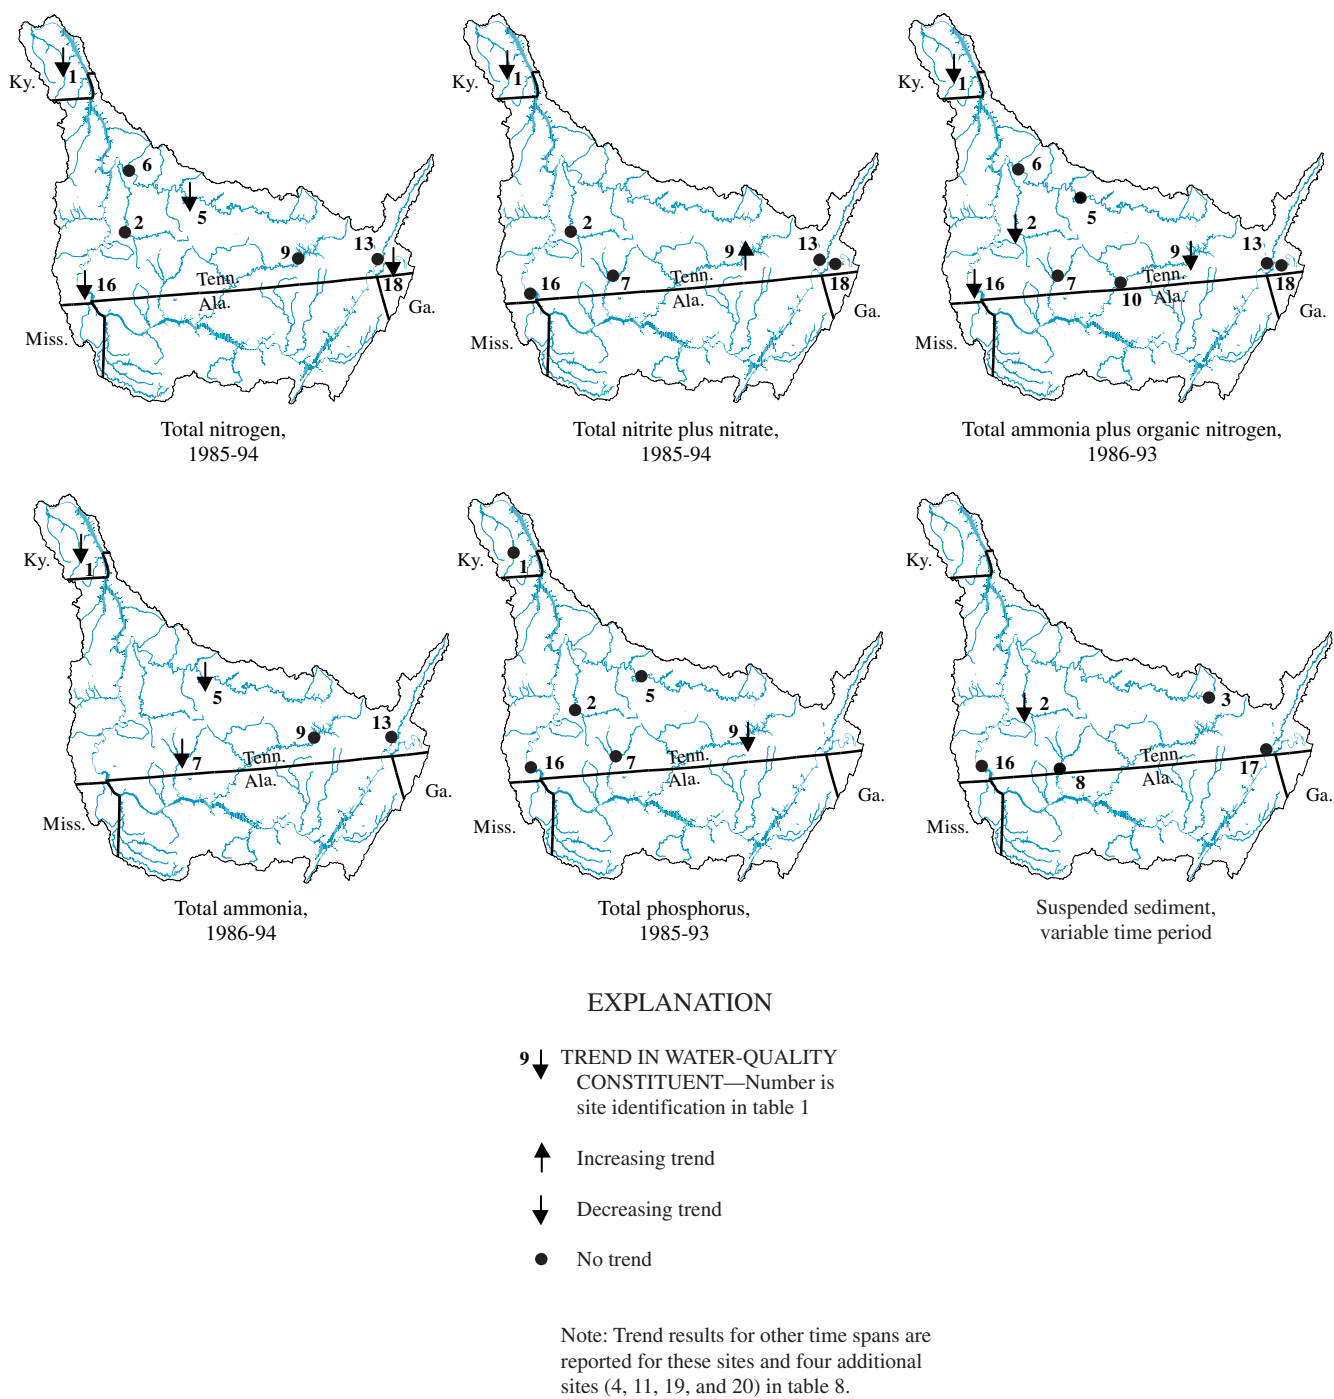 Ky.
1
6
5
2
9
13
16
18
Tenn.
Ala.
Miss.
Ga.
Total nitrogen,
1985-94
Ky.
1
2
9
13
16
7
18
Tenn.
Ala.
Miss.
Ga.
Total nitrite plus nitrate,
1985-94
Ky.
1
6
5
2
9
13
16
7
10
18
Tenn.
Ala.
Miss.
Ga.
Total ammonia plus organic nitrogen,
1986-93
Ky.
1
5
9
13
7
Tenn.
Ala.
Miss.
Ga.
Total ammonia,
1986-94
Ky.
1
5
2
9
16
7
Tenn.
Ala.
Miss.
Ga.
Total phosphorus,
1985-93
Ky.
3
2
16
8
17
Tenn.
Ala.
Miss.
Ga.
Suspended sediment,
variable time period
EXPLANATION
9 TREND IN WATER-QUALITY
CONSTITUENT—Number is
site identification in table 1
Increasing trend
Decreasing trend
No trend
Note: Trend results for other time spans are
reported for these sites and four additional
sites (4, 11, 19, and 20) in table 8.